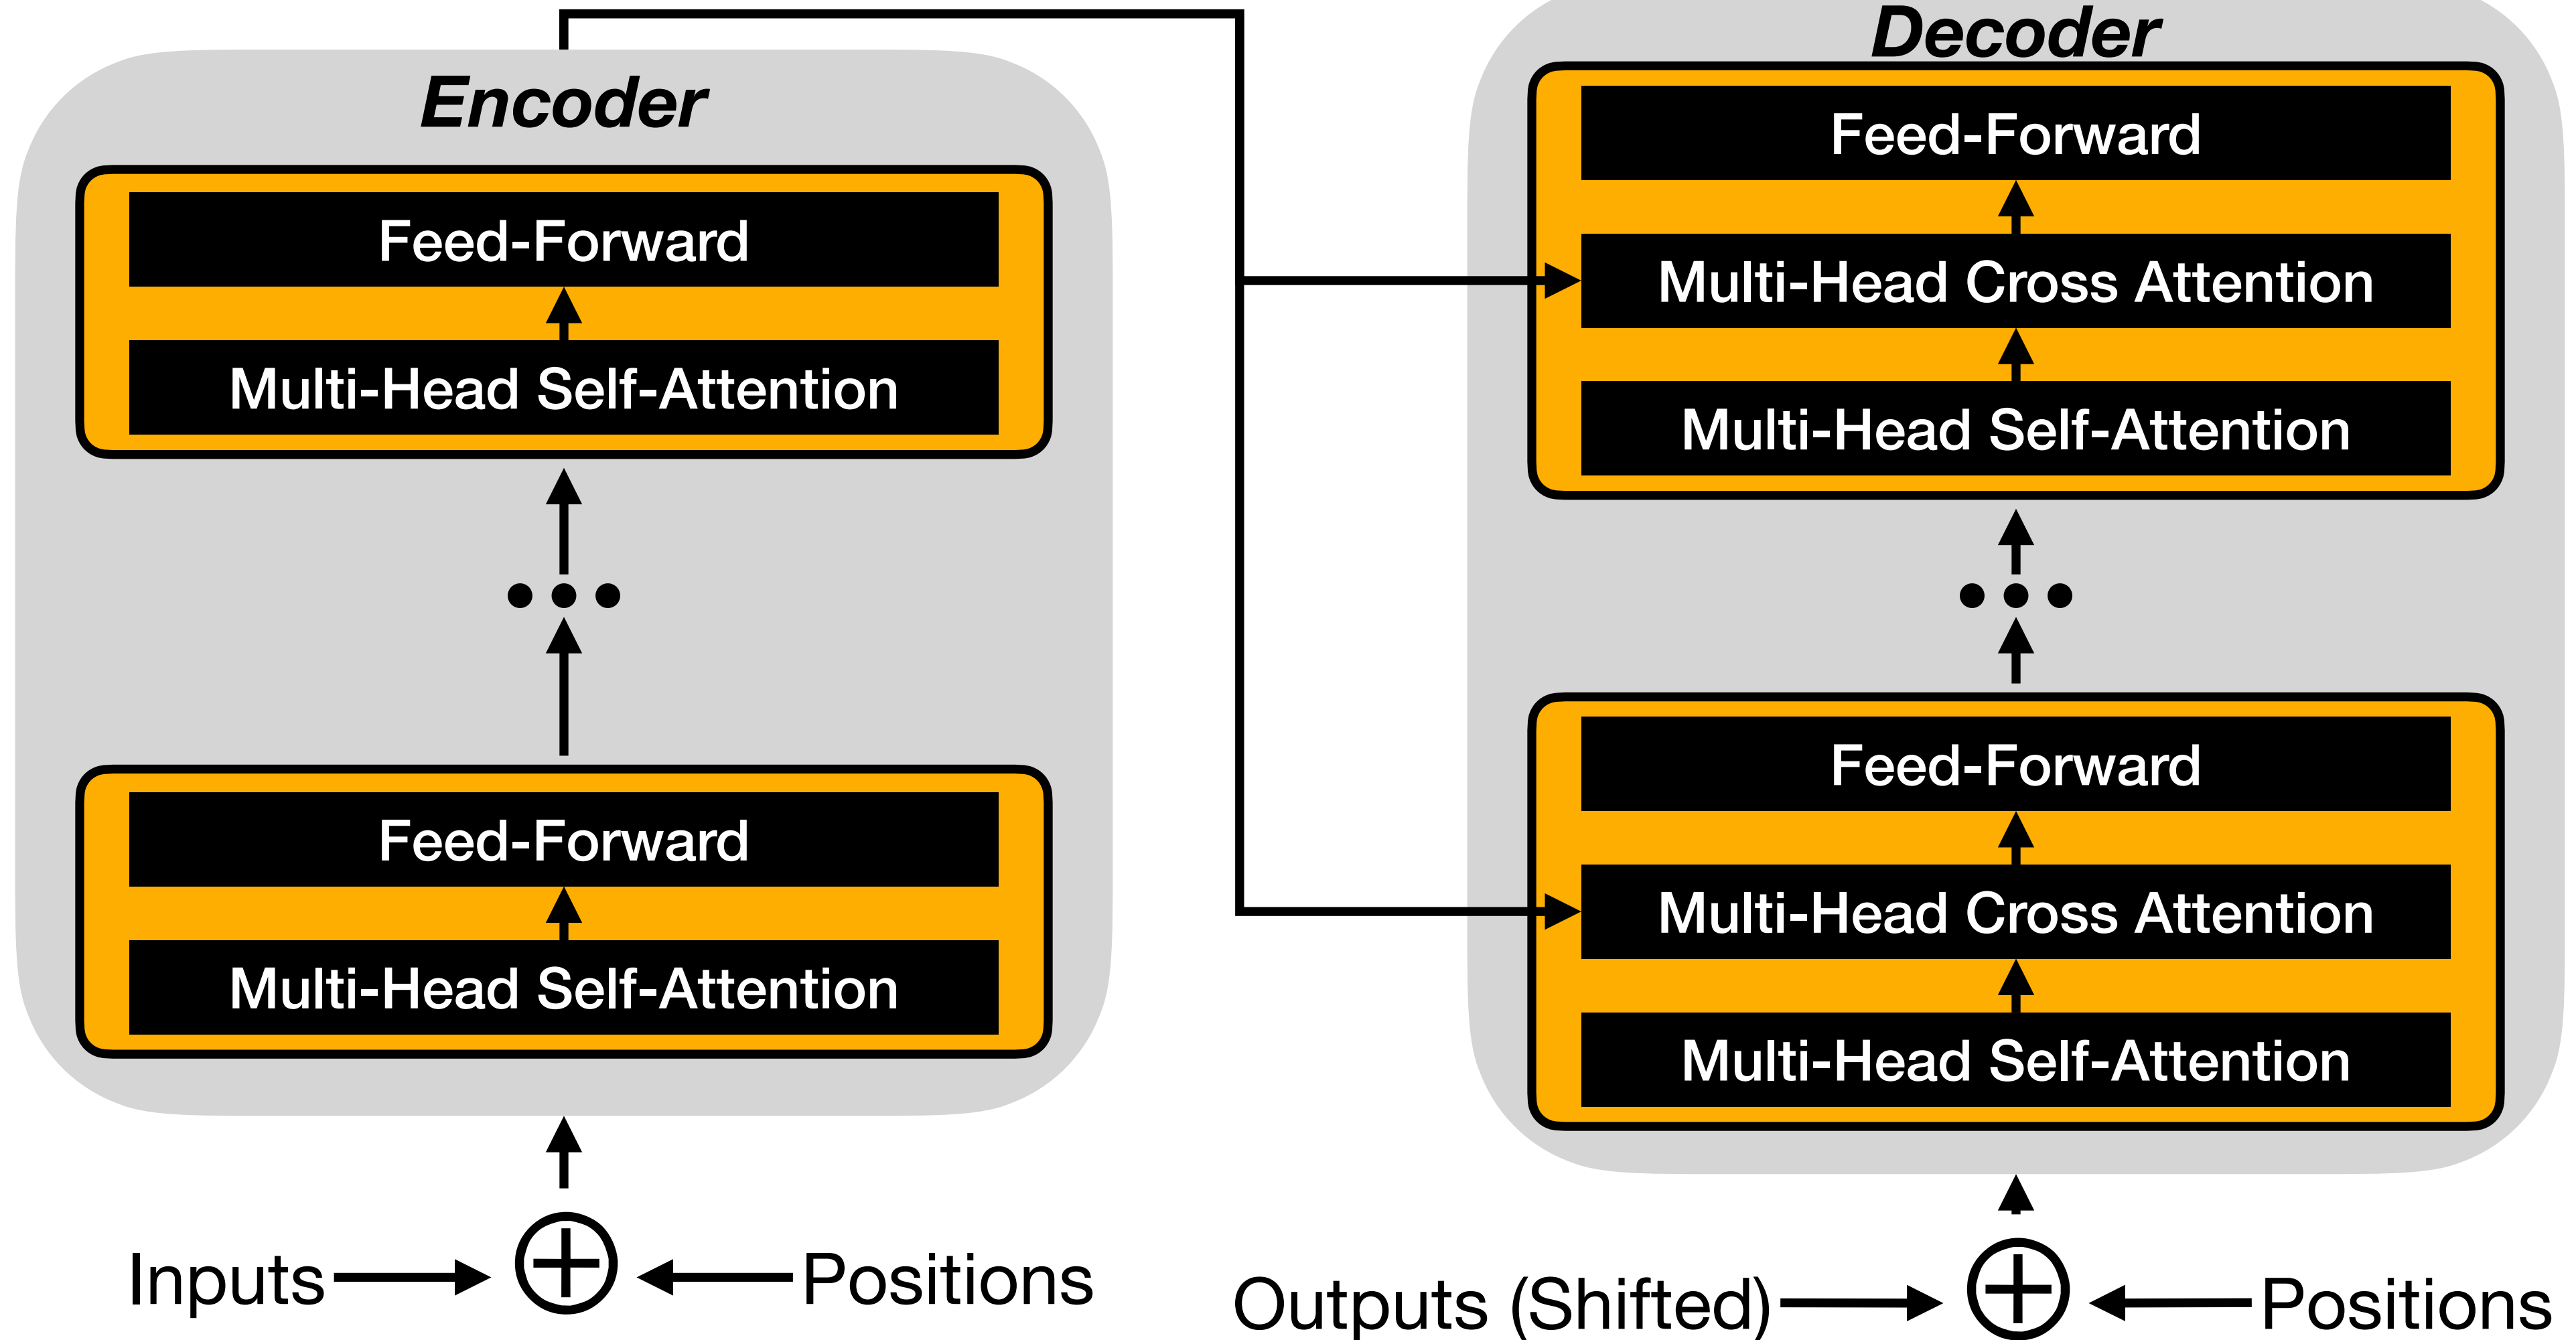 Encoder
Feed-Forward
Multi-Head Self-Attention
Feed-Forward
Multi-Head Self-Attention
Inputs
Positions
Decoder
Feed-Forward
Multi-Head Cross Attention
Multi-Head Self-Attention
Feed-Forward
Multi-Head Cross Attention
Multi-Head Self-Attention
Outputs (Shifted)
Positions